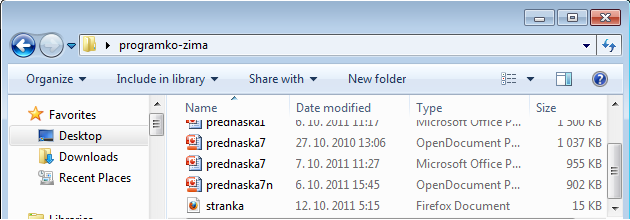 programko-zima
Organize Include in library Share with New folder
Name Date modified Type Size
Favorites
Desktop
Downloads
Recent Places
Libraries
prednaska1 6. 10. 2011 11:17 Microsoft Office P... 1 500 KB
prednaska7 27. 10. 2010 13:06 OpenDocument P... 1 037 KB
prednaska7 7. 10. 2011 11:27 Microsoft Office P... 955 KB
prednaska7n 6. 10. 2011 15:45 OpenDocument P... 902 KB
stranka 12. 10. 2011 5:15 Firefox Document 15 KB